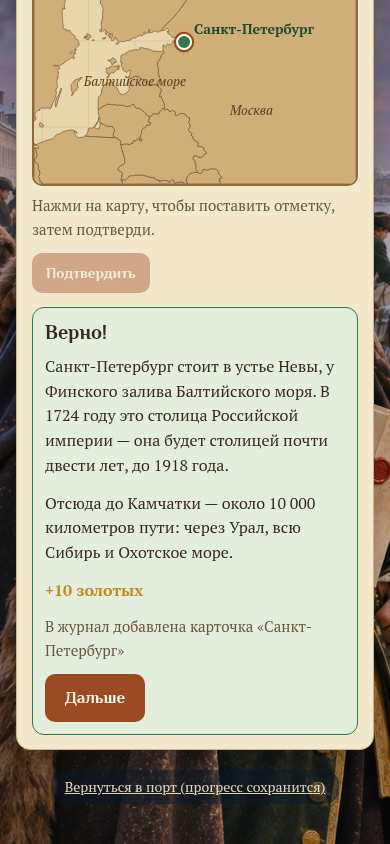 Санкт-Петербург
Балтийское море
Москва
Нажми на карту, чтобы поставить отметку,
затем подтверди.
Подтвердить
Верно!
Санкт-Петербург стоит в устье Невы, у
Финского залива Балтийского моря. В
1724 году это столица Российской
империи — она будет столицей почти
двести лет, до 1918 года.
Отсюда до Камчатки — около 10 000
километров пути: через Урал, всю
Сибирь и Охотское море.
+10 золотых
В журнал добавлена карточка «Санкт-
Петербург»
Дальше
Вернуться в порт (прогресс сохранится)